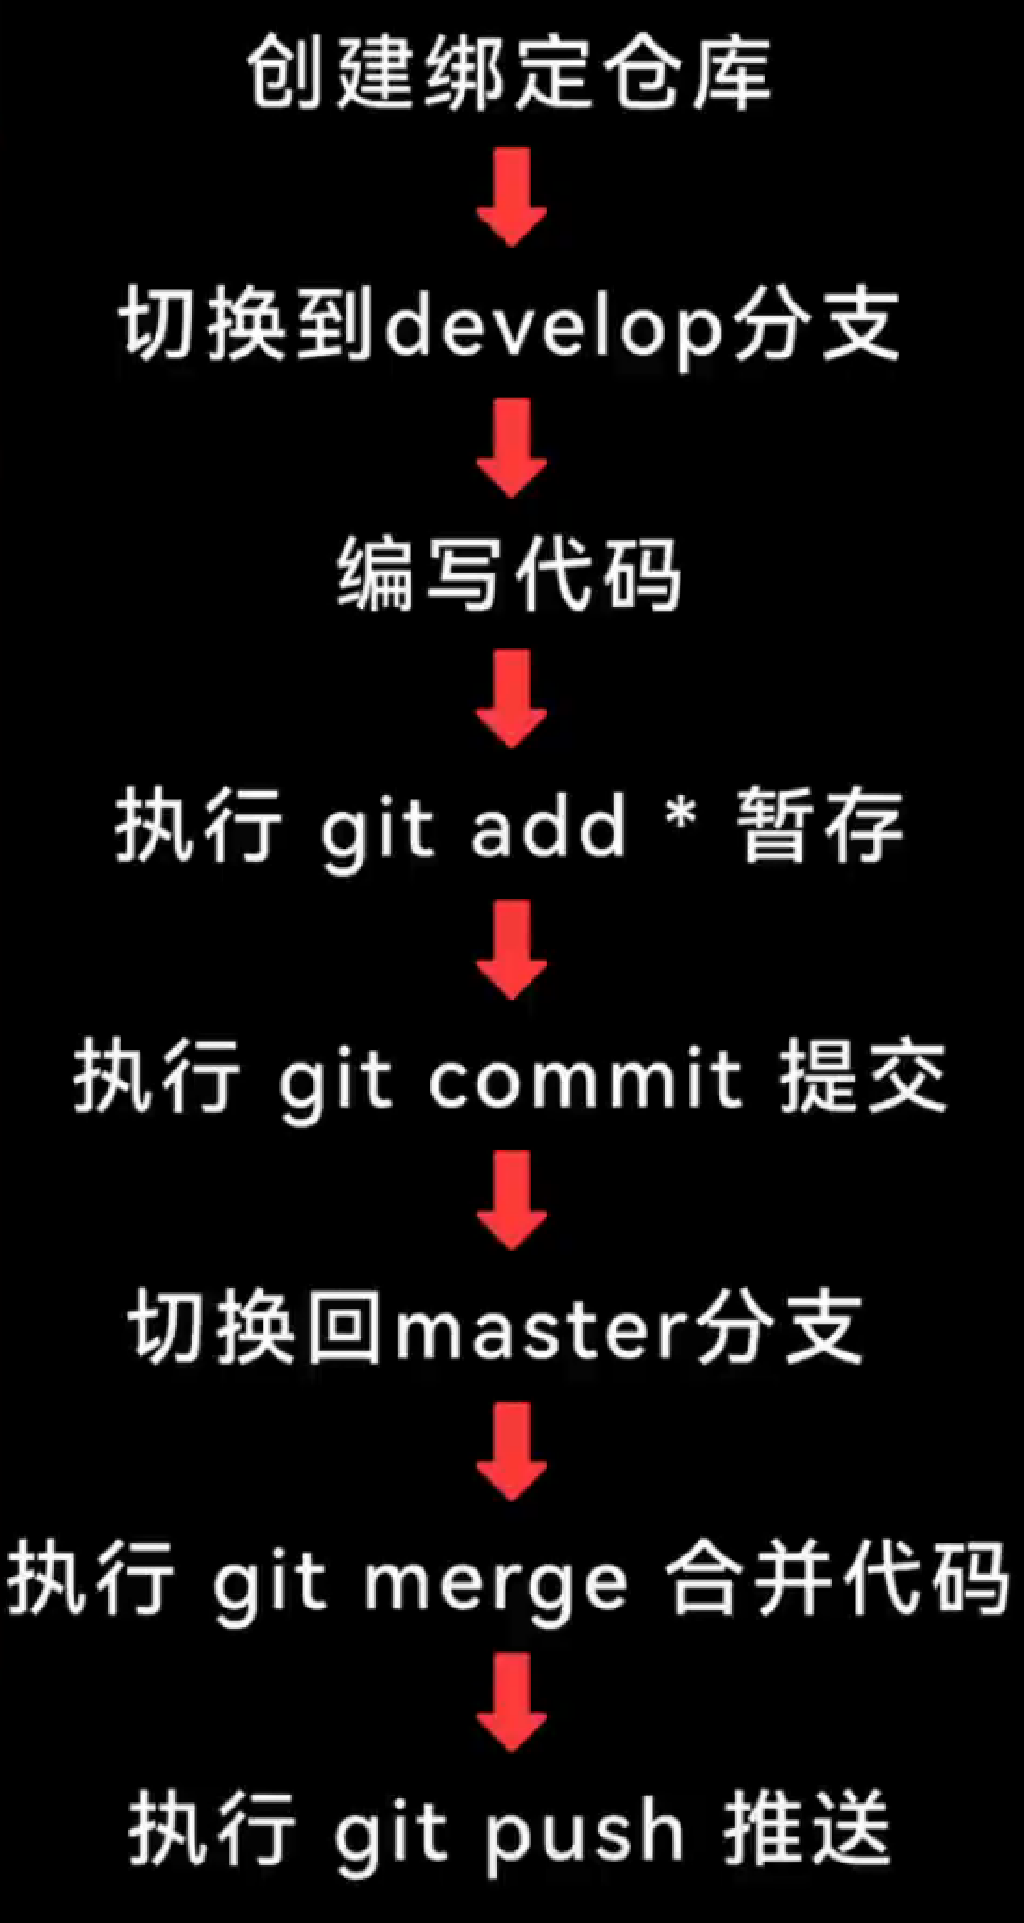 创建绑定仓库
切换到develop分支
编写代码
执行 git add * 暂存
执行 git commit 提交
切换回master分支
执行 git merge 合并代码
执行 git push 推送